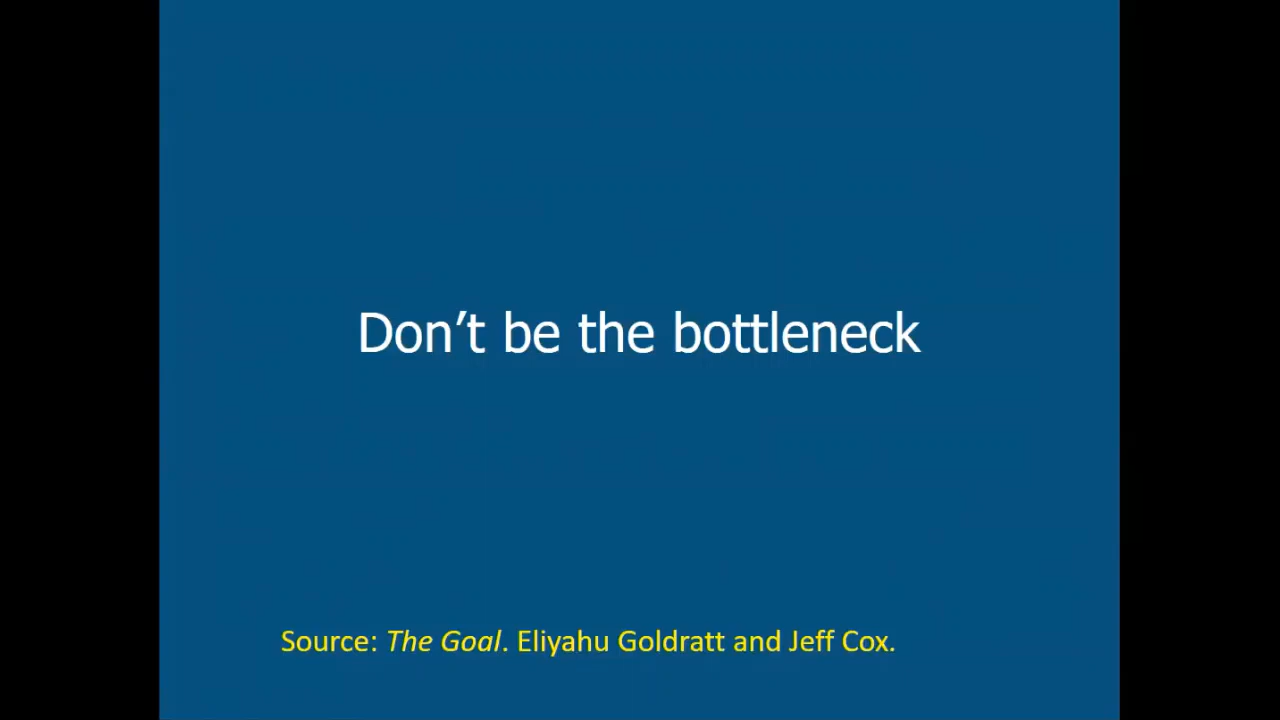 Don’t be the bottleneck
Source: The Goal. Eliyahu Goldratt and Jeff Cox.